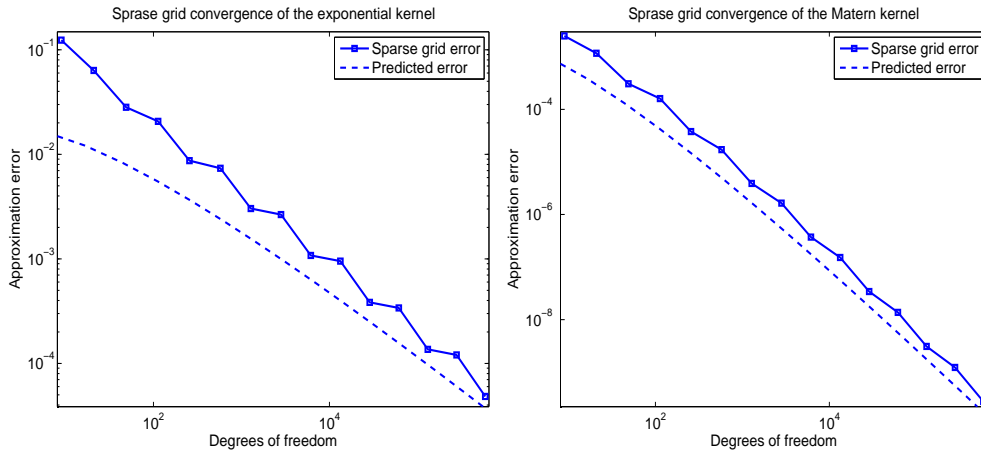 Sprase grid convergence of the exponential kernel
Sparse grid error
Predicted error
10^-1
10^-2
10^-3
10^-4
Approximation error
10^2
10^4
Degrees of freedom
Sprase grid convergence of the Matern kernel
Sparse grid error
Predicted error
10^-4
10^-6
10^-8
Approximation error
10^2
10^4
Degrees of freedom